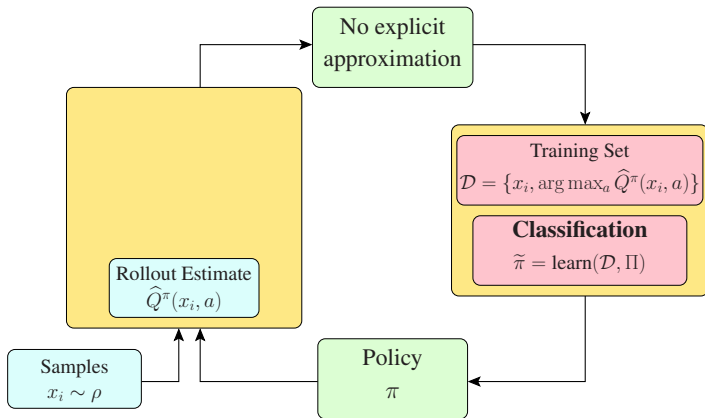 No explicit
approximation
Training Set
𝒟 = {xᵢ, arg maxₐ Q̂^π(xᵢ, a)}
Classification
π̃ = learn(𝒟, Π)
Rollout Estimate
Q̂^π(xᵢ, a)
Samples
xᵢ ∼ ρ
Policy
π